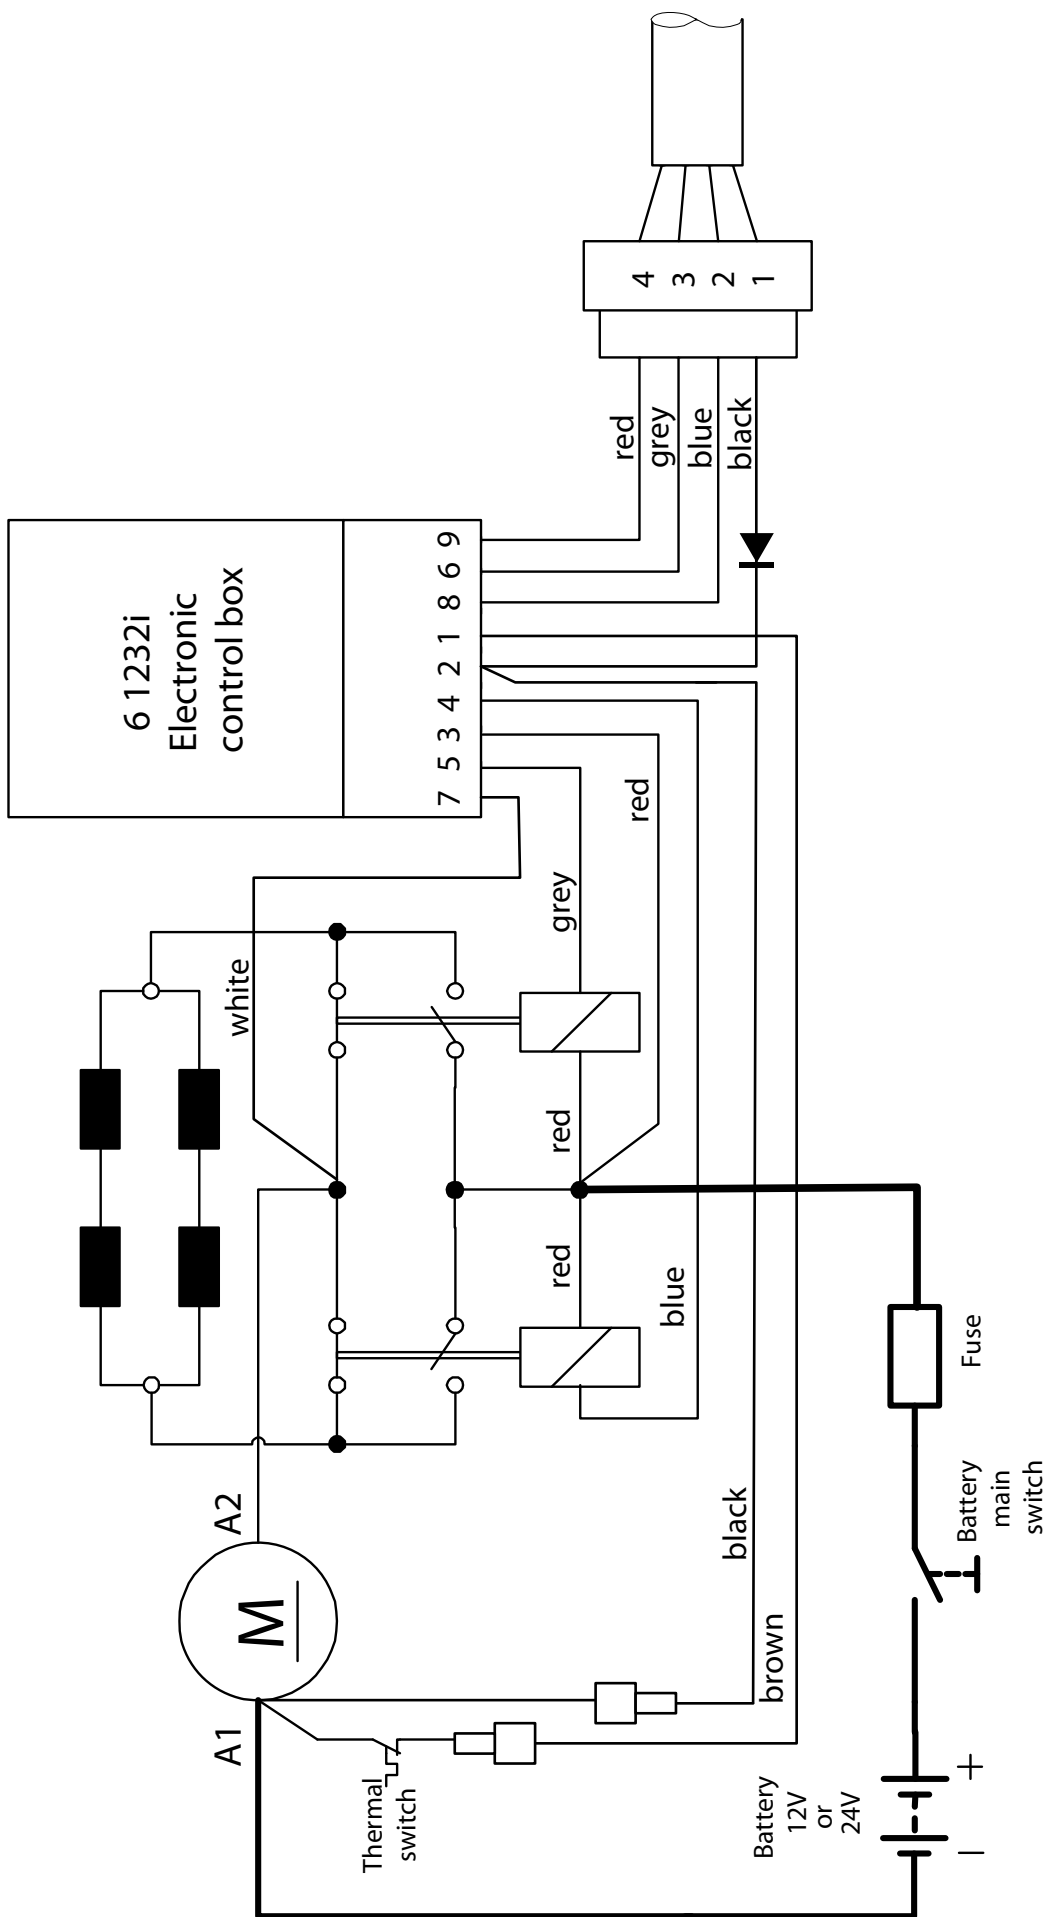 4
3
2
1
red
grey
blue
black
6 1232i
Electronic
control box
7 5 3 4 2 1 8 6 9
white
grey
red
red
red
blue
black
brown
A2
M
A1
Thermal
switch
Fuse
Battery
main
switch
Battery
12V
or
24V
+
–